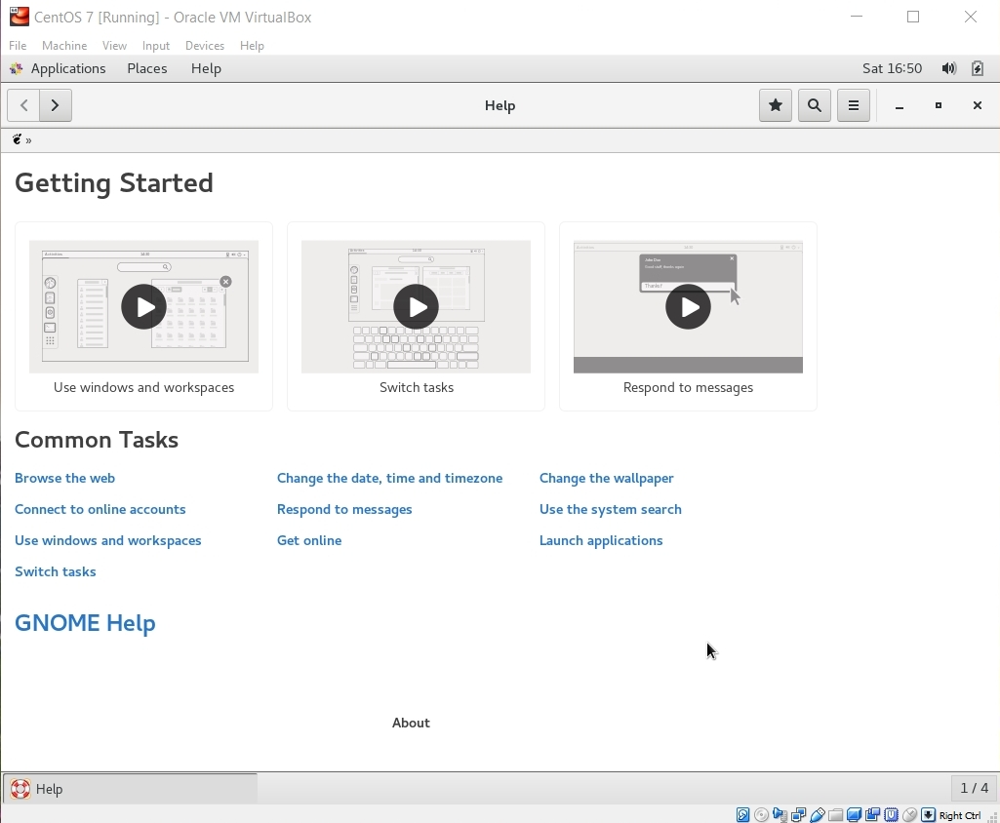 CentOS 7 [Running] - Oracle VM VirtualBox
File Machine View Input Devices Help
Applications Places Help Sat 16:50
Help
»
Getting Started
Use windows and workspaces
Switch tasks
Thanks!
Respond to messages
Common Tasks
Browse the web Change the date, time and timezone Change the wallpaper
Connect to online accounts Respond to messages Use the system search
Use windows and workspaces Get online Launch applications
Switch tasks
GNOME Help
About
Help 1 / 4
Right Ctrl